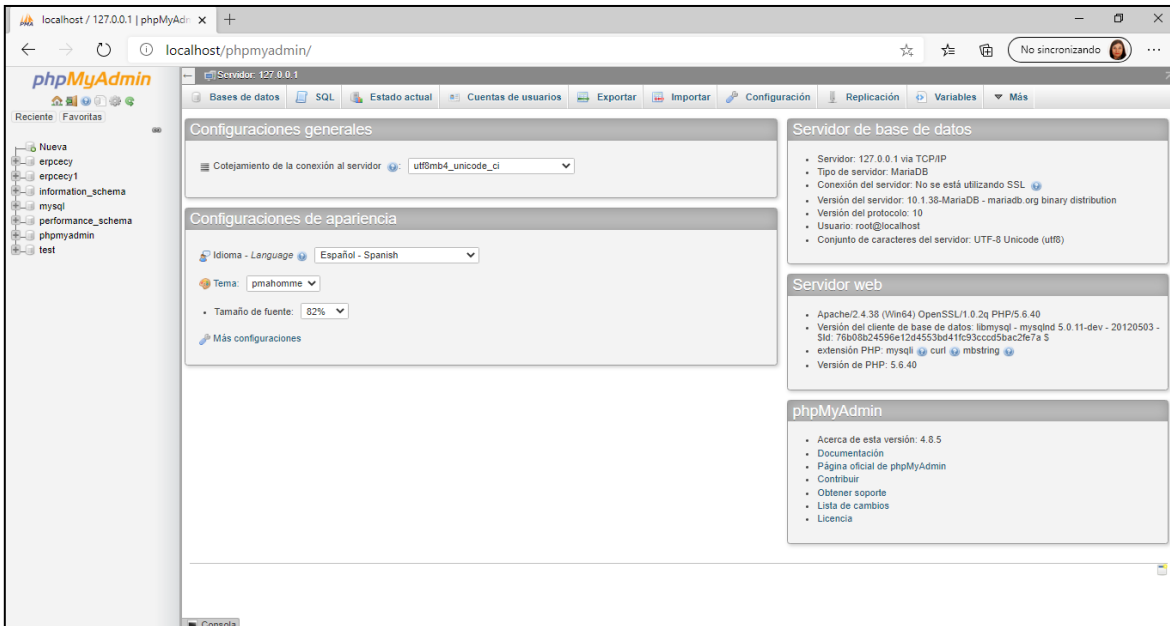 localhost / 127.0.0.1 | phpMyAdm
localhost/phpmyadmin/
No sincronizando
phpMyAdmin
Reciente Favoritas
Nueva
erpcecy
erpcecy1
information_schema
mysql
performance_schema
phpmyadmin
test
Servidor: 127.0.0.1
Bases de datos SQL Estado actual Cuentas de usuarios Exportar Importar Configuración Replicación Variables Más
Configuraciones generales
Cotejamiento de la conexión al servidor : utf8mb4_unicode_ci
Configuraciones de apariencia
Idioma - Language Español - Spanish
Tema: pmahomme
Tamaño de fuente: 82%
Más configuraciones
Servidor de base de datos
Servidor: 127.0.0.1 via TCP/IP
Tipo de servidor: MariaDB
Conexión del servidor: No se está utilizando SSL
Versión del servidor: 10.1.38-MariaDB - mariadb.org binary distribution
Versión del protocolo: 10
Usuario: root@localhost
Conjunto de caracteres del servidor: UTF-8 Unicode (utf8)
Servidor web
Apache/2.4.38 (Win64) OpenSSL/1.0.2q PHP/5.6.40
Versión del cliente de base de datos: libmysql - mysqlnd 5.0.11-dev - 20120503 -
$Id: 76b08b24596e12d4553bd41fc93cccd5bac2fe7a $
extensión PHP: mysqli curl mbstring
Versión de PHP: 5.6.40
phpMyAdmin
Acerca de esta versión: 4.8.5
Documentación
Página oficial de phpMyAdmin
Contribuir
Obtener soporte
Lista de cambios
Licencia
Consola